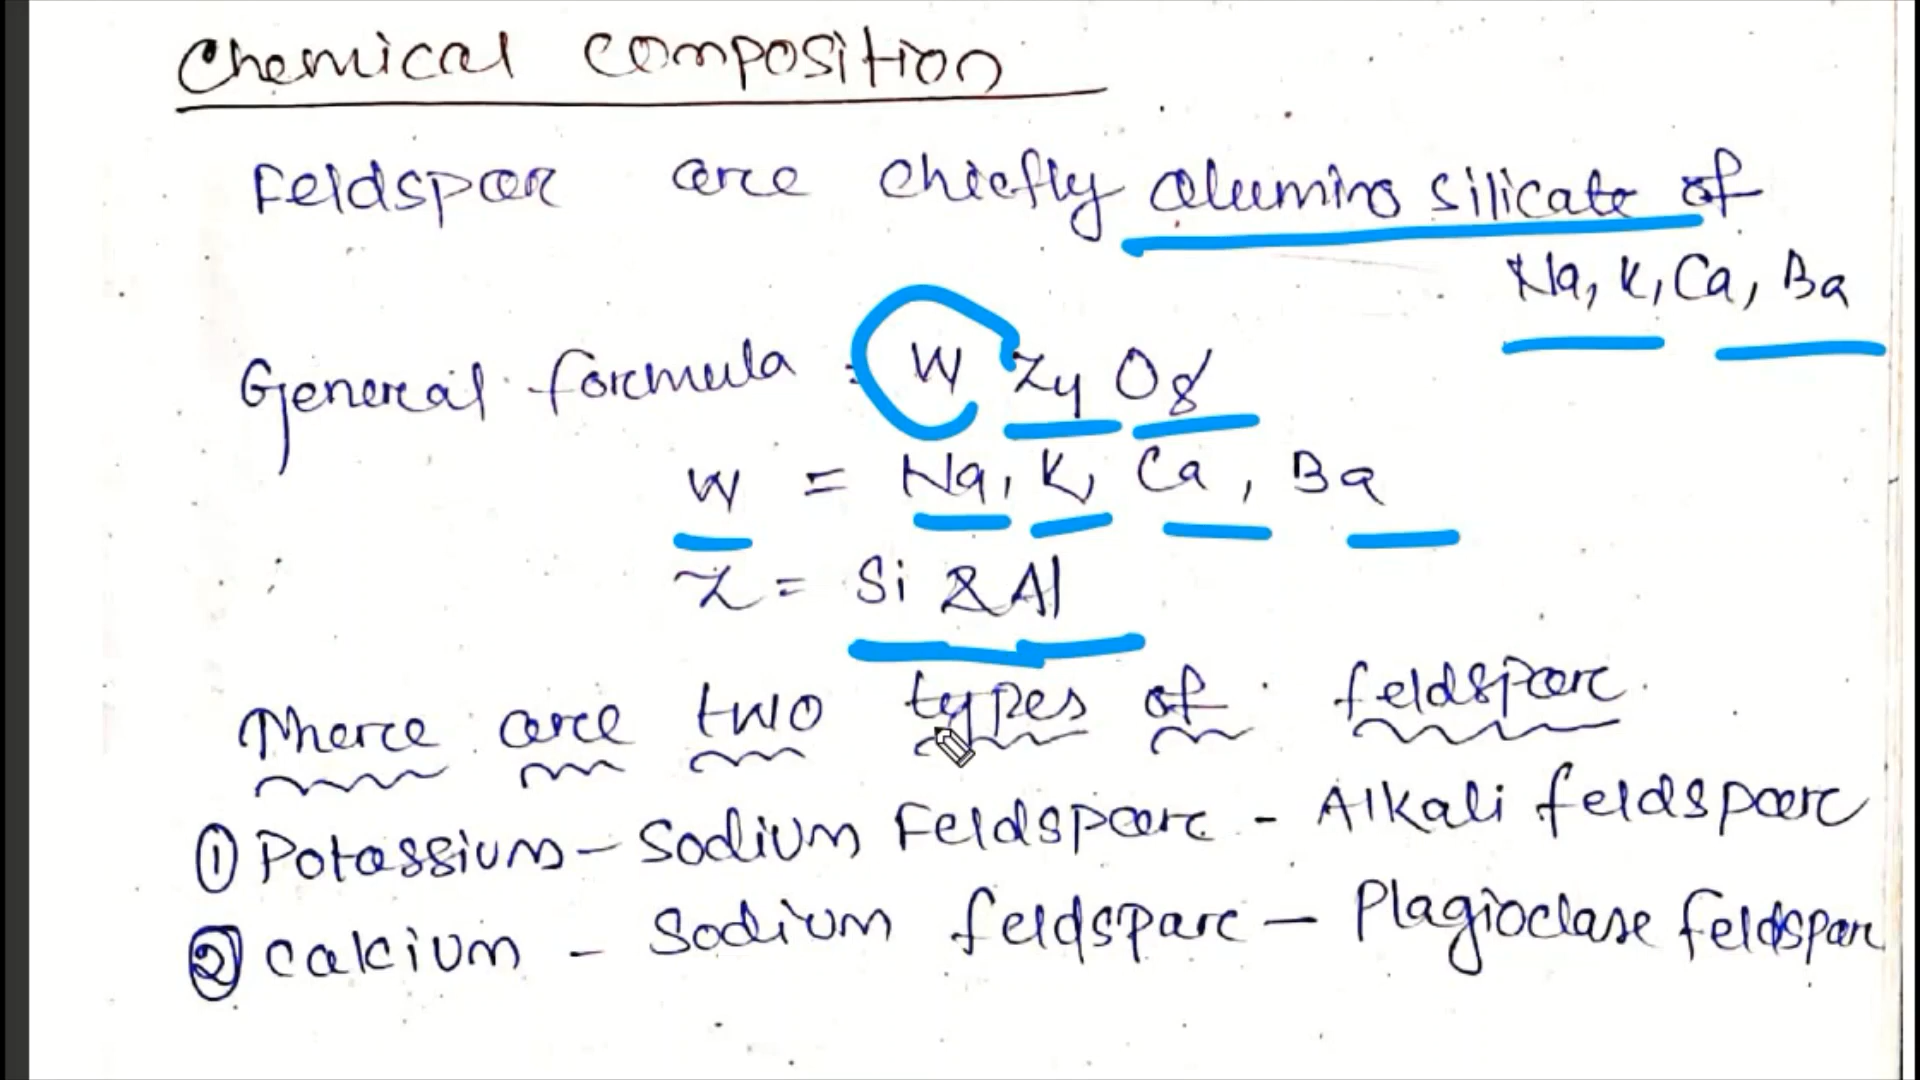 Chemical composition
Feldspar are chiefly alumino silicate of
Na, K, Ca, Ba
General formula : W Z4 O8
W = Na, K, Ca, Ba
Z = Si & Al
There are two types of feldspar.
① Potassium - Sodium Feldspar - Alkali feldspar
② Calcium - Sodium feldspar - Plagioclase feldspar